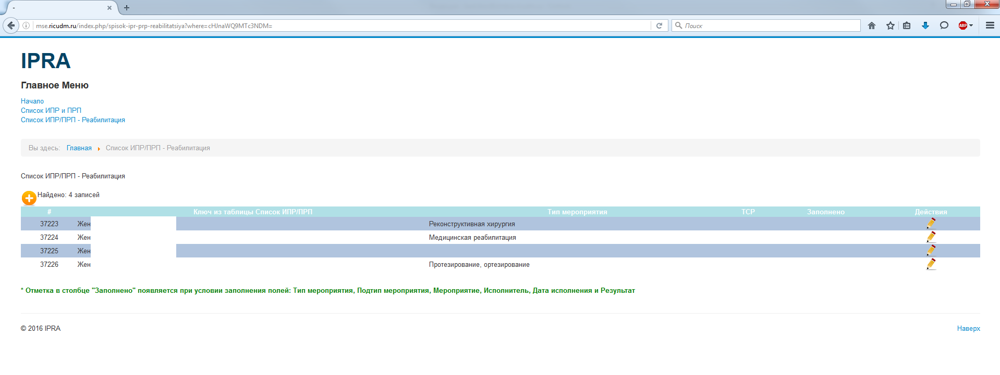 -
mse.ricudm.ru/index.php/spisok-ipr-prp-reabilitatsiya?where=cHJnaWQ9MTc3NDM=
Поиск
ABP
IPRA
Главное Меню
Начало
Список ИПР и ПРП
Список ИПР/ПРП - Реабилитация
Вы здесь: Главная Список ИПР/ПРП - Реабилитация
Список ИПР/ПРП - Реабилитация
Найдено: 4 записей
# Ключ из таблицы Список ИПР/ПРП Тип мероприятия ТСР Заполнено Действия
37223 Жен Реконструктивная хирургия
37224 Жен Медицинская реабилитация
37225 Жен
37226 Жен Протезирование, ортезирование
* Отметка в столбце "Заполнено" появляется при условии заполнения полей: Тип мероприятия, Подтип мероприятия, Мероприятие, Исполнитель, Дата исполнения и Результат
© 2016 IPRA Наверх